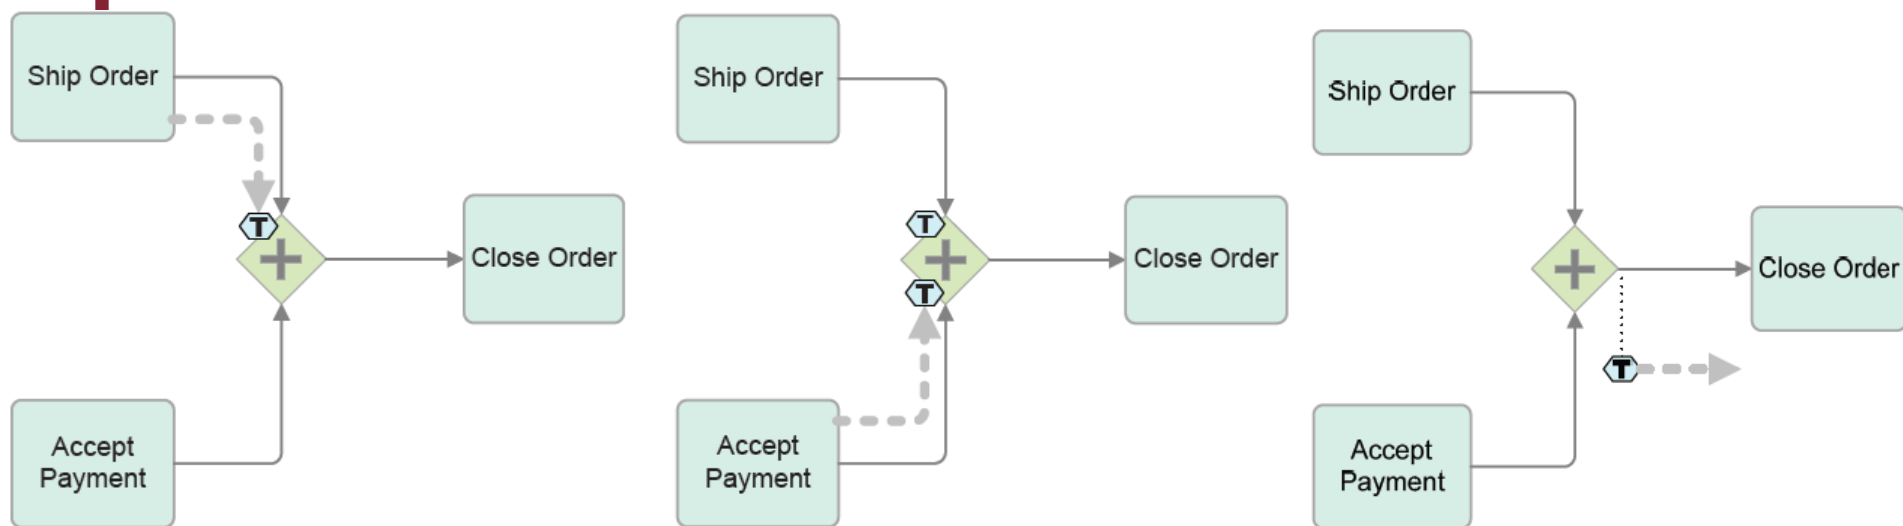 Ship Order
T
Close Order
Accept
Payment
Ship Order
T
T
Close Order
Accept
Payment
Ship Order
Close Order
T
Accept
Payment